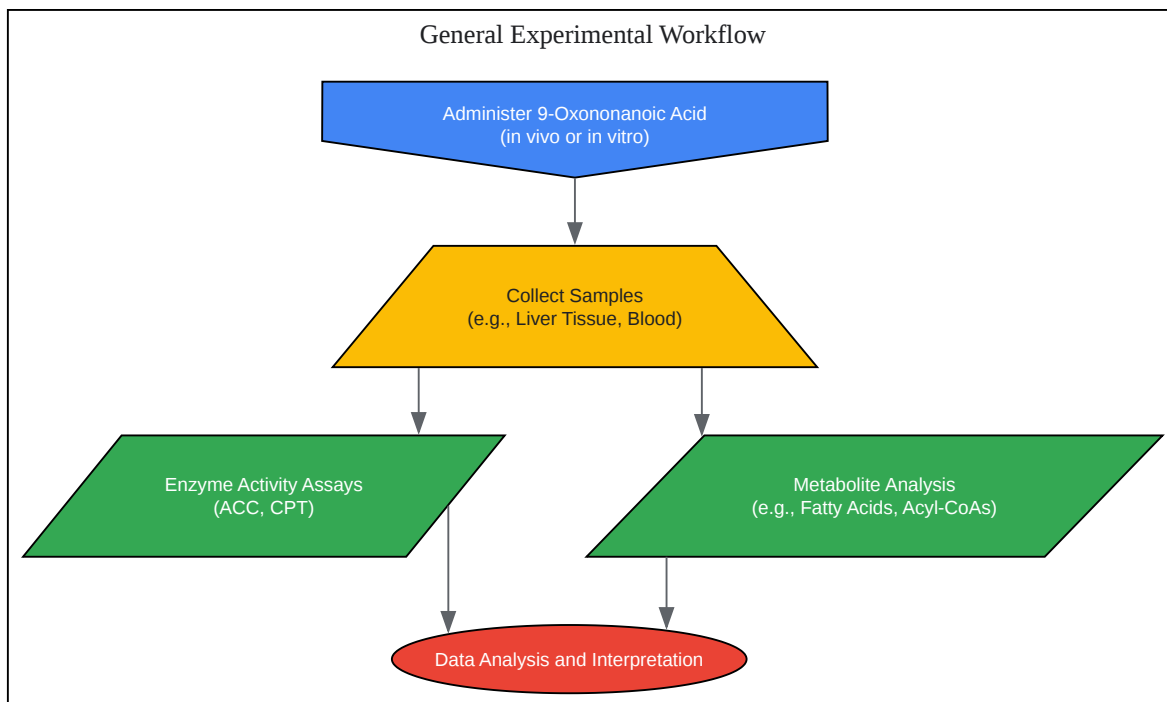 General Experimental Workflow
Administer 9-Oxononanoic Acid
(in vivo or in vitro)
Collect Samples
(e.g., Liver Tissue, Blood)
Enzyme Activity Assays
(ACC, CPT)
Metabolite Analysis
(e.g., Fatty Acids, Acyl-CoAs)
Data Analysis and Interpretation